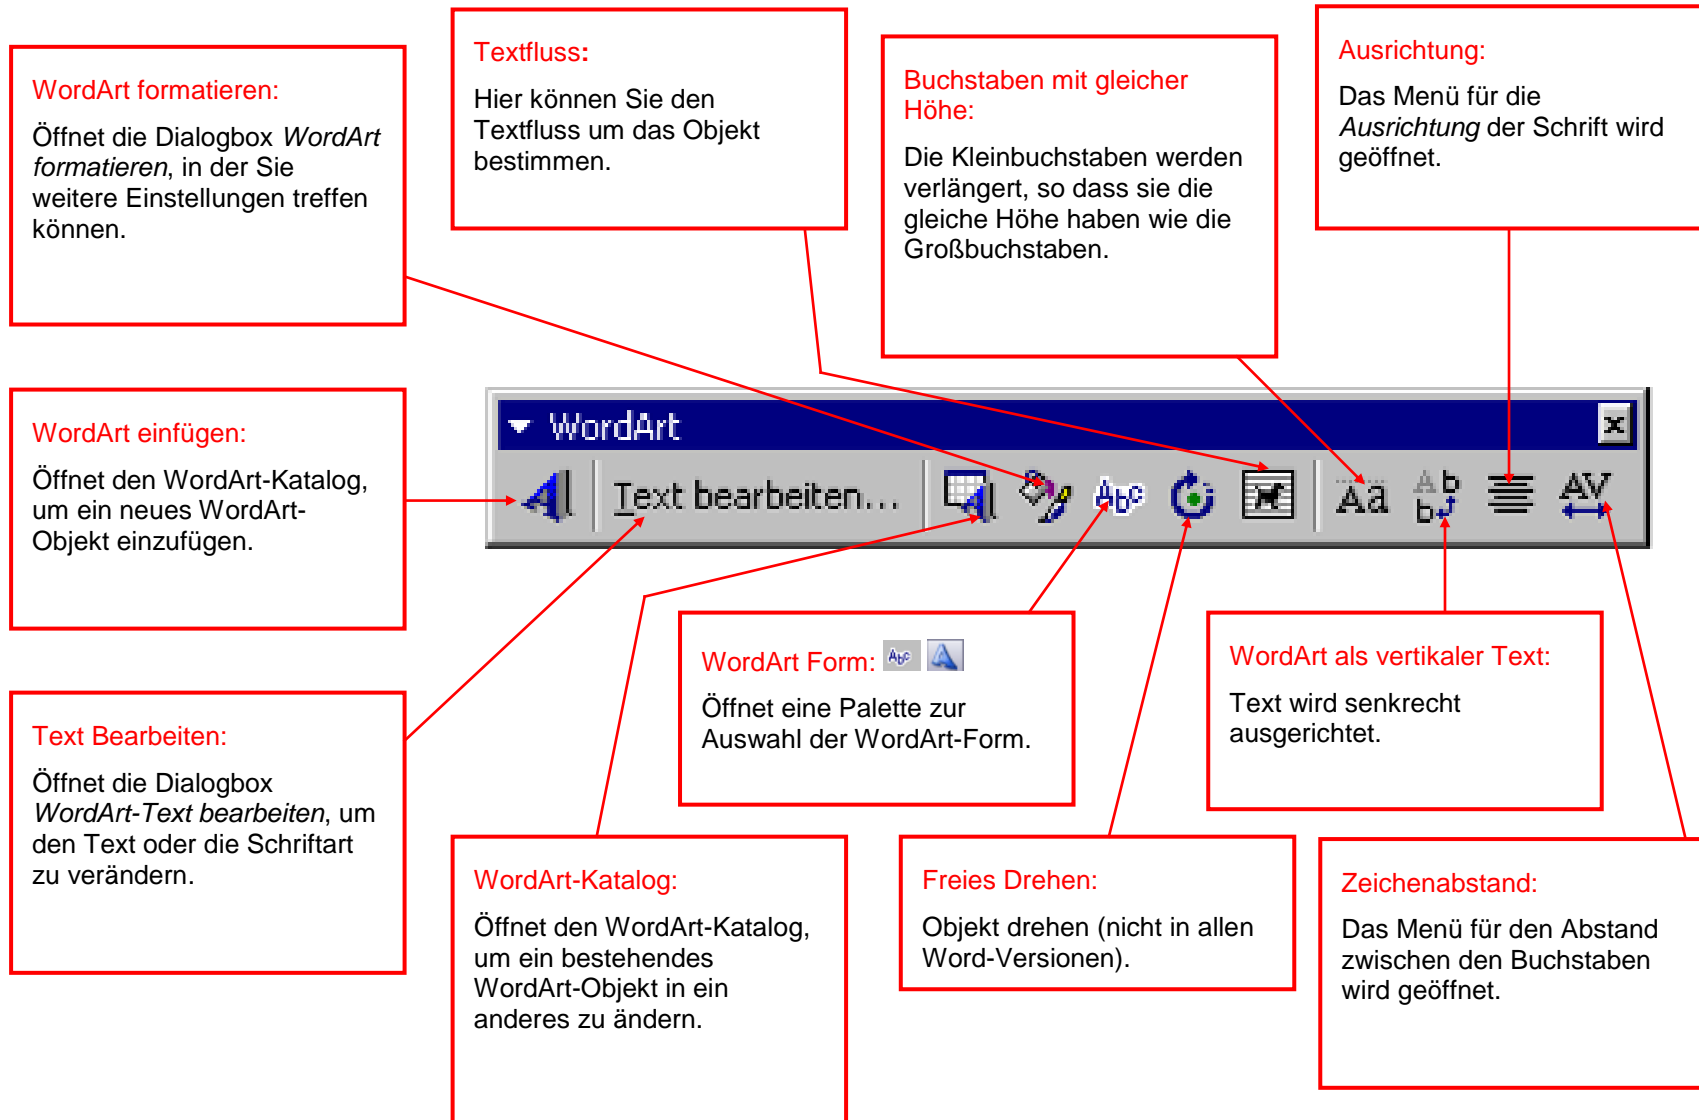 WordArt formatieren:
Öffnet die Dialogbox WordArt
formatieren, in der Sie
weitere Einstellungen treffen
können.
Textfluss:
Hier können Sie den
Textfluss um das Objekt
bestimmen.
Buchstaben mit gleicher
Höhe:
Die Kleinbuchstaben werden
verlängert, so dass sie die
gleiche Höhe haben wie die
Großbuchstaben.
Ausrichtung:
Das Menü für die
Ausrichtung der Schrift wird
geöffnet.
WordArt einfügen:
Öffnet den WordArt-Katalog,
um ein neues WordArt-
Objekt einzufügen.
WordArt
A Text bearbeiten... A Abc Aa Ab b AV
Text Bearbeiten:
Öffnet die Dialogbox
WordArt-Text bearbeiten, um
den Text oder die Schriftart
zu verändern.
WordArt Form: Abc A
Öffnet eine Palette zur
Auswahl der WordArt-Form.
WordArt als vertikaler Text:
Text wird senkrecht
ausgerichtet.
WordArt-Katalog:
Öffnet den WordArt-Katalog,
um ein bestehendes
WordArt-Objekt in ein
anderes zu ändern.
Freies Drehen:
Objekt drehen (nicht in allen
Word-Versionen).
Zeichenabstand:
Das Menü für den Abstand
zwischen den Buchstaben
wird geöffnet.